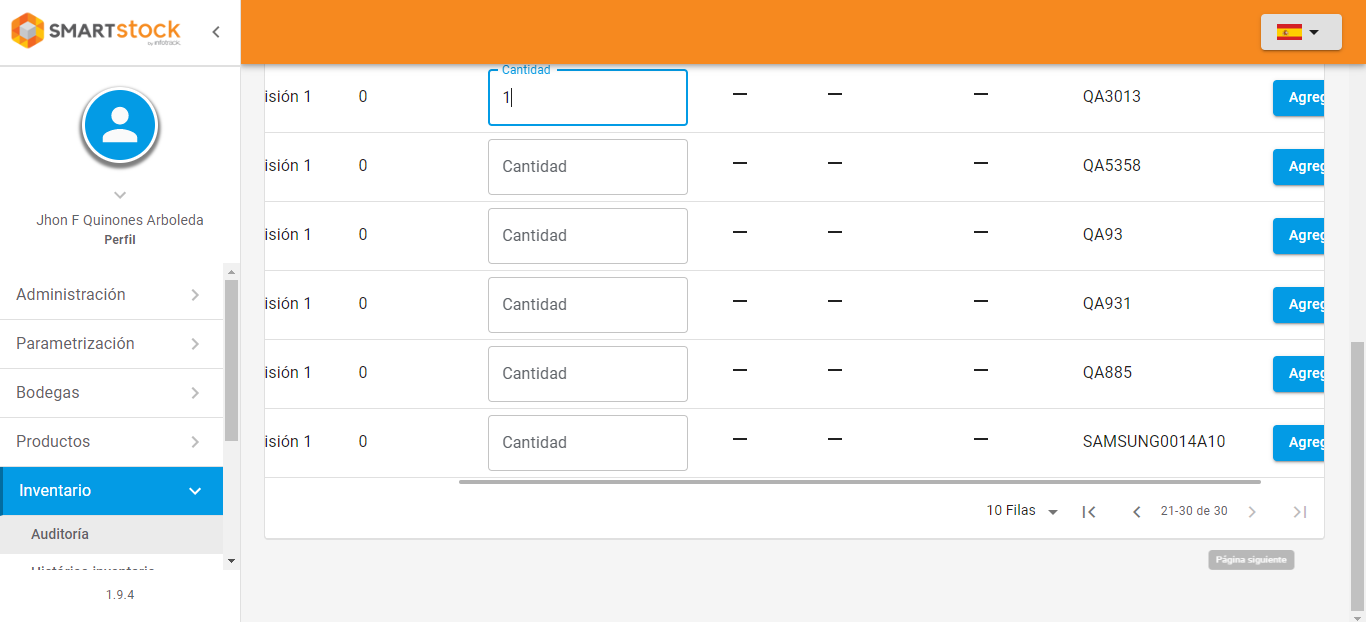 SMARTstock
by infotrack.
Jhon F Quinones Arboleda
Perfil
Administración
Parametrización
Bodegas
Productos
Inventario
Auditoría
Histórico inventario
1.9.4
Cantidad
isión 1 0 1 — — — QA3013 Agreg
isión 1 0 Cantidad — — — QA5358 Agreg
isión 1 0 Cantidad — — — QA93 Agreg
isión 1 0 Cantidad — — — QA931 Agreg
isión 1 0 Cantidad — — — QA885 Agreg
isión 1 0 Cantidad — — — SAMSUNG0014A10 Agreg
10 Filas 21-30 de 30
Página siguiente